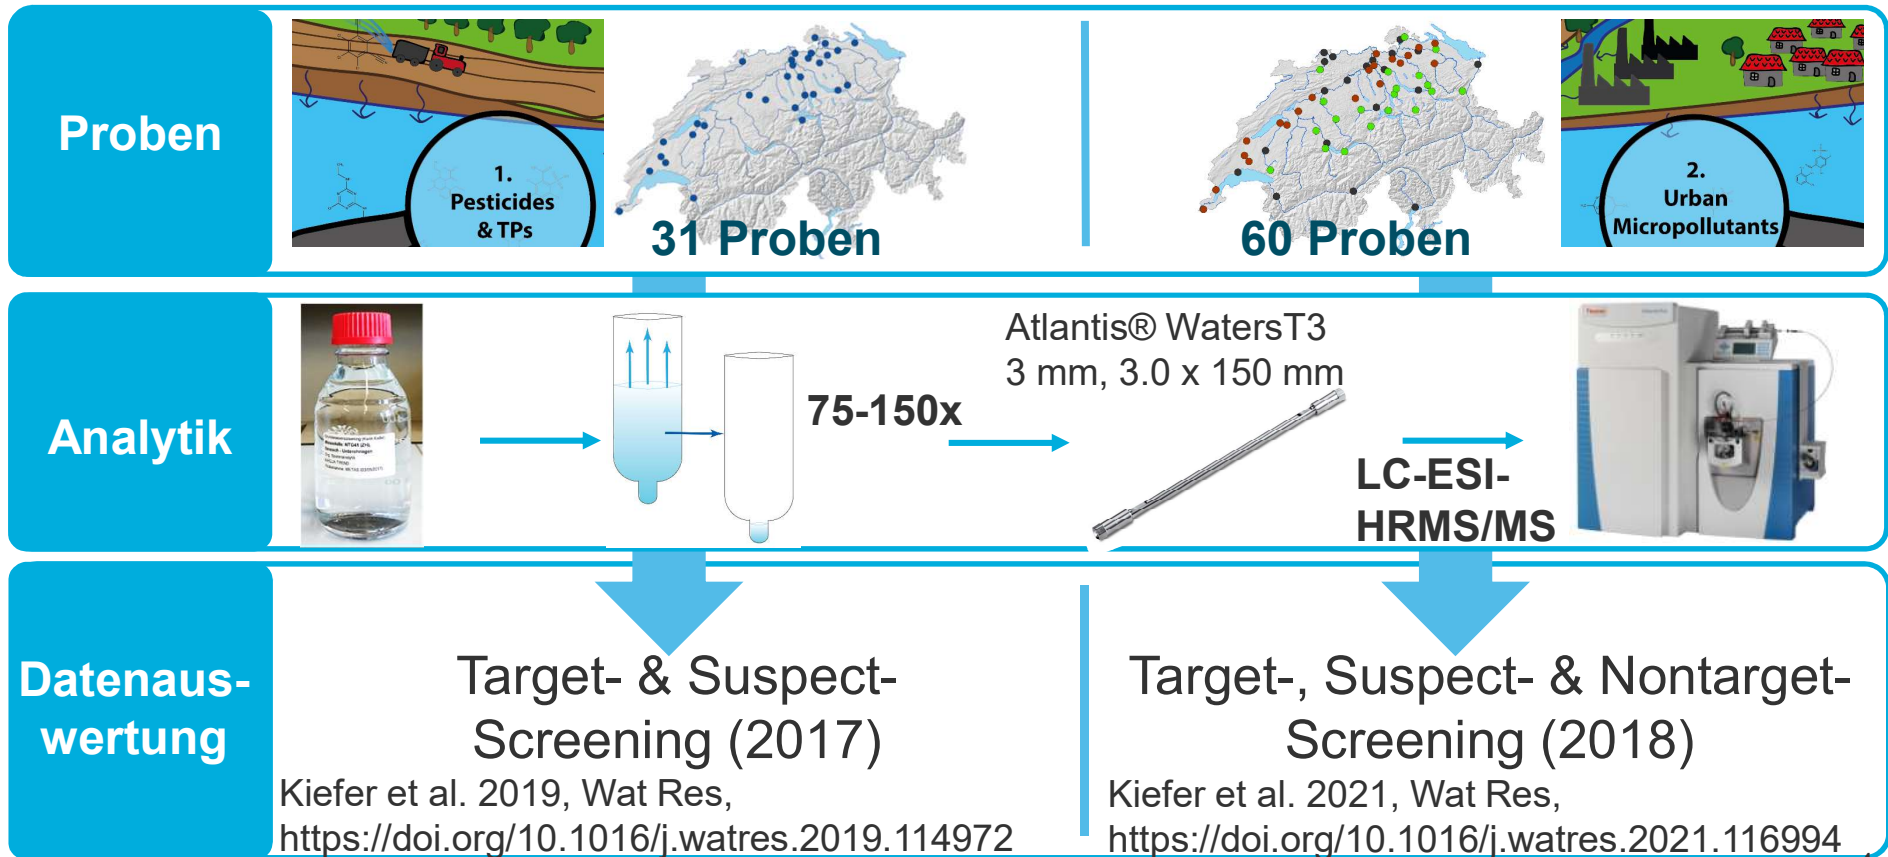 Proben
1.
Pesticides
& TPs
31 Proben
60 Proben
2.
Urban
Micropollutants
Analytik
75-150x
Atlantis® WatersT3
3 mm, 3.0 x 150 mm
LC-ESI-
HRMS/MS
Datenaus-
wertung
Target- & Suspect-
Screening (2017)
Kiefer et al. 2019, Wat Res,
https://doi.org/10.1016/j.watres.2019.114972
Target-, Suspect- & Nontarget-
Screening (2018)
Kiefer et al. 2021, Wat Res,
https://doi.org/10.1016/j.watres.2021.116994